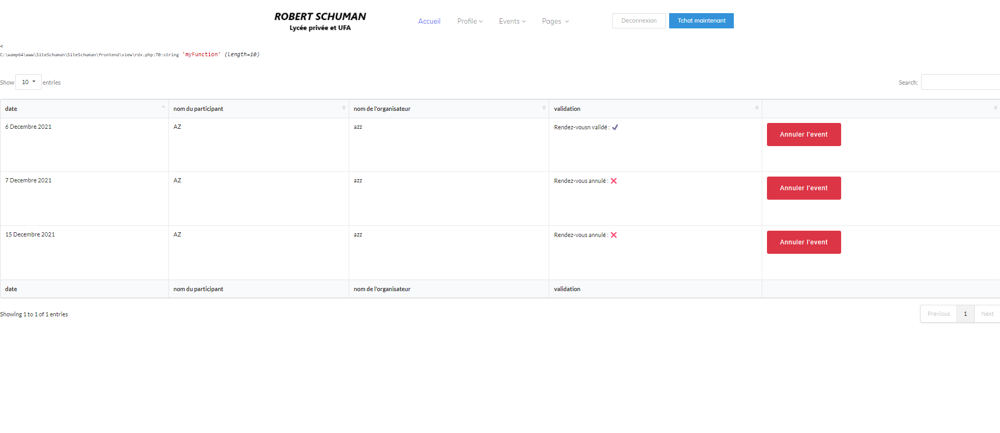 ROBERT SCHUMAN
Lycée privée et UFA
Accueil Profile Events Pages Deconnexion Tchat maintenant
<
C:\wamp64\www\SiteSchuman\SiteSchuman\frontend\view\rdv.php:70:string 'myFunction' (length=10)
Show 10 entries Search:
date nom du participant nom de l'organisateur validation
6 Decembre 2021 AZ azz Rendez-vousn validé : ✔ Annuler l'event
7 Decembre 2021 AZ azz Rendez-vous annulé : ❌ Annuler l'event
15 Decembre 2021 AZ azz Rendez-vous annulé : ❌ Annuler l'event
date nom du participant nom de l'organisateur validation
Showing 1 to 1 of 1 entries Previous 1 Next